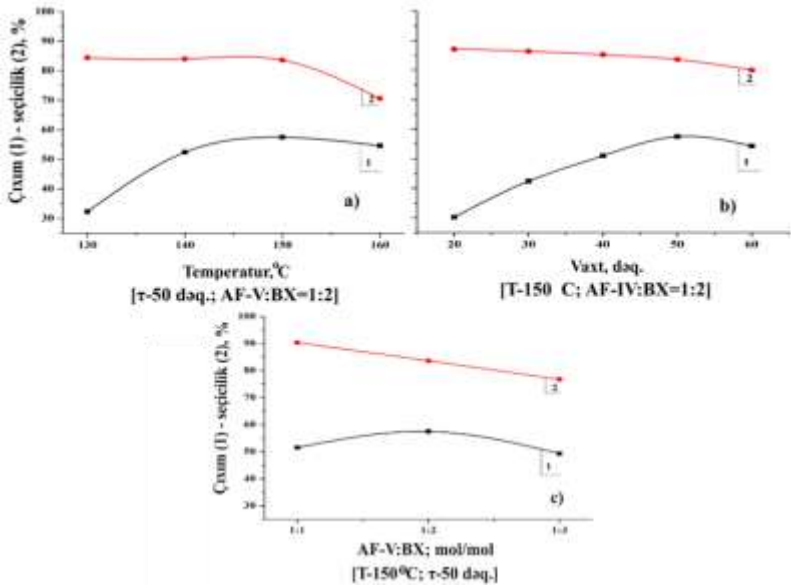 Çıxım (1) - seçicilik (2), %
100
90
80
70
60
50
40
30
2
1
a)
130 140 150 160
Temperatur,⁰C
[τ-50 dəq.; AF-V:BX=1:2]
2
1
b)
20 30 40 50 60
Vaxt, dəq.
[T-150 C; AF-IV:BX=1:2]
Çıxım (1) - seçicilik (2), %
100
90
80
70
60
50
40
30
2
1
c)
1:1 1:2 1:3
AF-V:BX; mol/mol
[T-150⁰C; τ-50 dəq.]